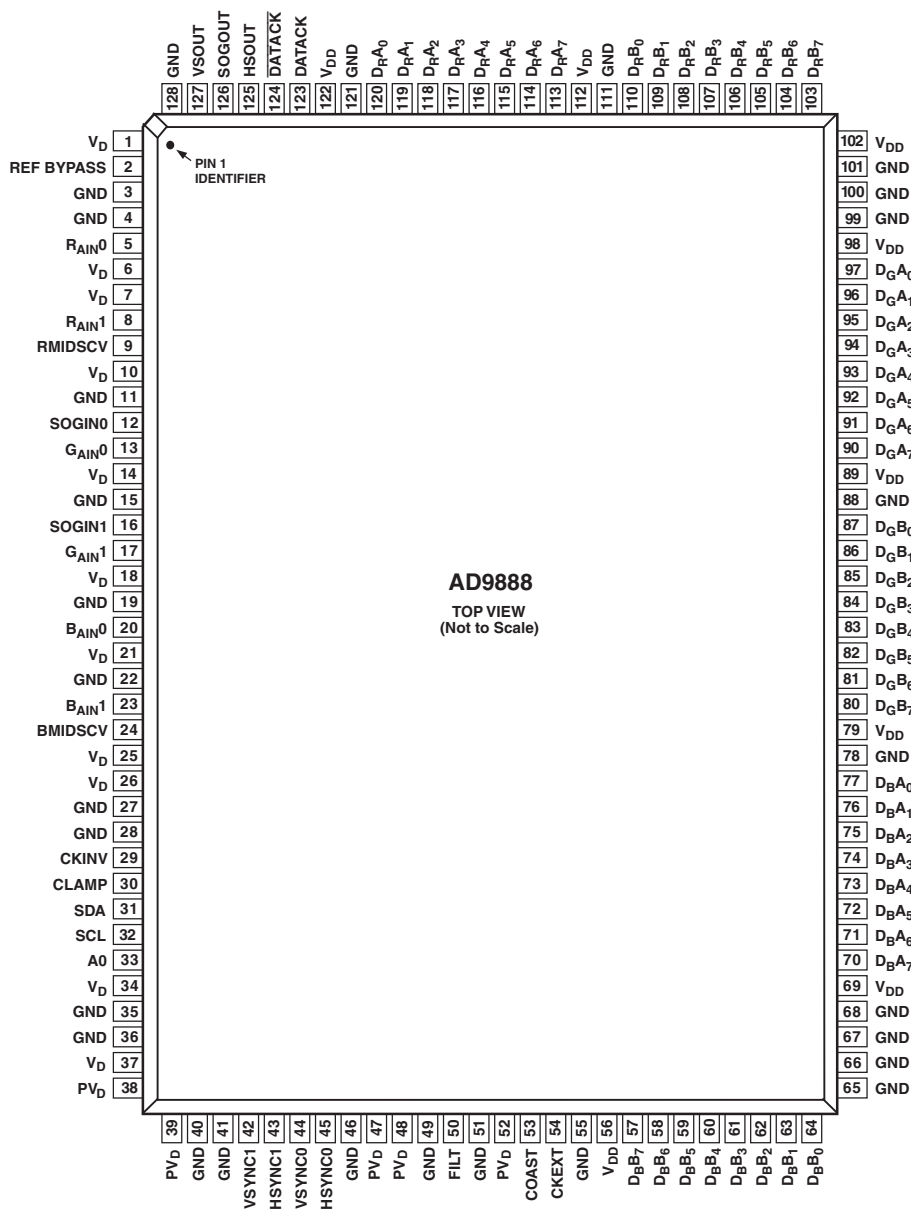 GND VSOUT SOGOUT HSOUT DATACK DATACK VDD GND DRA0 DRA1 DRA2 DRA3 DRA4 DRA5 DRA6 DRA7 VDD GND DRB0 DRB1 DRB2 DRB3 DRB4 DRB5 DRB6 DRB7
128 127 126 125 124 123 122 121 120 119 118 117 116 115 114 113 112 111 110 109 108 107 106 105 104 103
VD 1
REF BYPASS 2
GND 3
GND 4
RAIN0 5
VD 6
VD 7
RAIN1 8
RMIDSCV 9
VD 10
GND 11
SOGIN0 12
GAIN0 13
VD 14
GND 15
SOGIN1 16
GAIN1 17
VD 18
GND 19
BAIN0 20
VD 21
GND 22
BAIN1 23
BMIDSCV 24
VD 25
VD 26
GND 27
GND 28
CKINV 29
CLAMP 30
SDA 31
SCL 32
A0 33
VD 34
GND 35
GND 36
VD 37
PVD 38
PIN 1
IDENTIFIER
AD9888
TOP VIEW
(Not to Scale)
102 VDD
101 GND
100 GND
99 GND
98 VDD
97 DGA0
96 DGA1
95 DGA2
94 DGA3
93 DGA4
92 DGA5
91 DGA6
90 DGA7
89 VDD
88 GND
87 DGB0
86 DGB1
85 DGB2
84 DGB3
83 DGB4
82 DGB5
81 DGB6
80 DGB7
79 VDD
78 GND
77 DBA0
76 DBA1
75 DBA2
74 DBA3
73 DBA4
72 DBA5
71 DBA6
70 DBA7
69 VDD
68 GND
67 GND
66 GND
65 GND
39 40 41 42 43 44 45 46 47 48 49 50 51 52 53 54 55 56 57 58 59 60 61 62 63 64
PVD GND GND VSYNC1 HSYNC1 VSYNC0 HSYNC0 GND PVD PVD GND FILT GND PVD COAST CKEXT GND VDD DBB7 DBB6 DBB5 DBB4 DBB3 DBB2 DBB1 DBB0